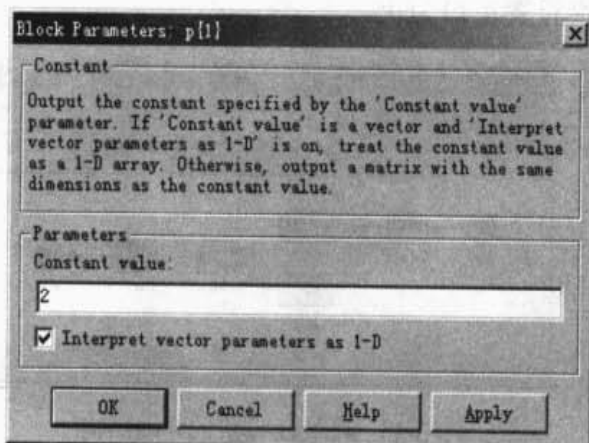 Block Parameters: p{1}
Constant
Output the constant specified by the 'Constant value'
parameter. If 'Constant value' is a vector and 'Interpret
vector parameters as 1-D' is on, treat the constant value
as a 1-D array. Otherwise, output a matrix with the same
dimensions as the constant value.
Parameters
Constant value:
2
Interpret vector parameters as 1-D
OK
Cancel
Help
Apply